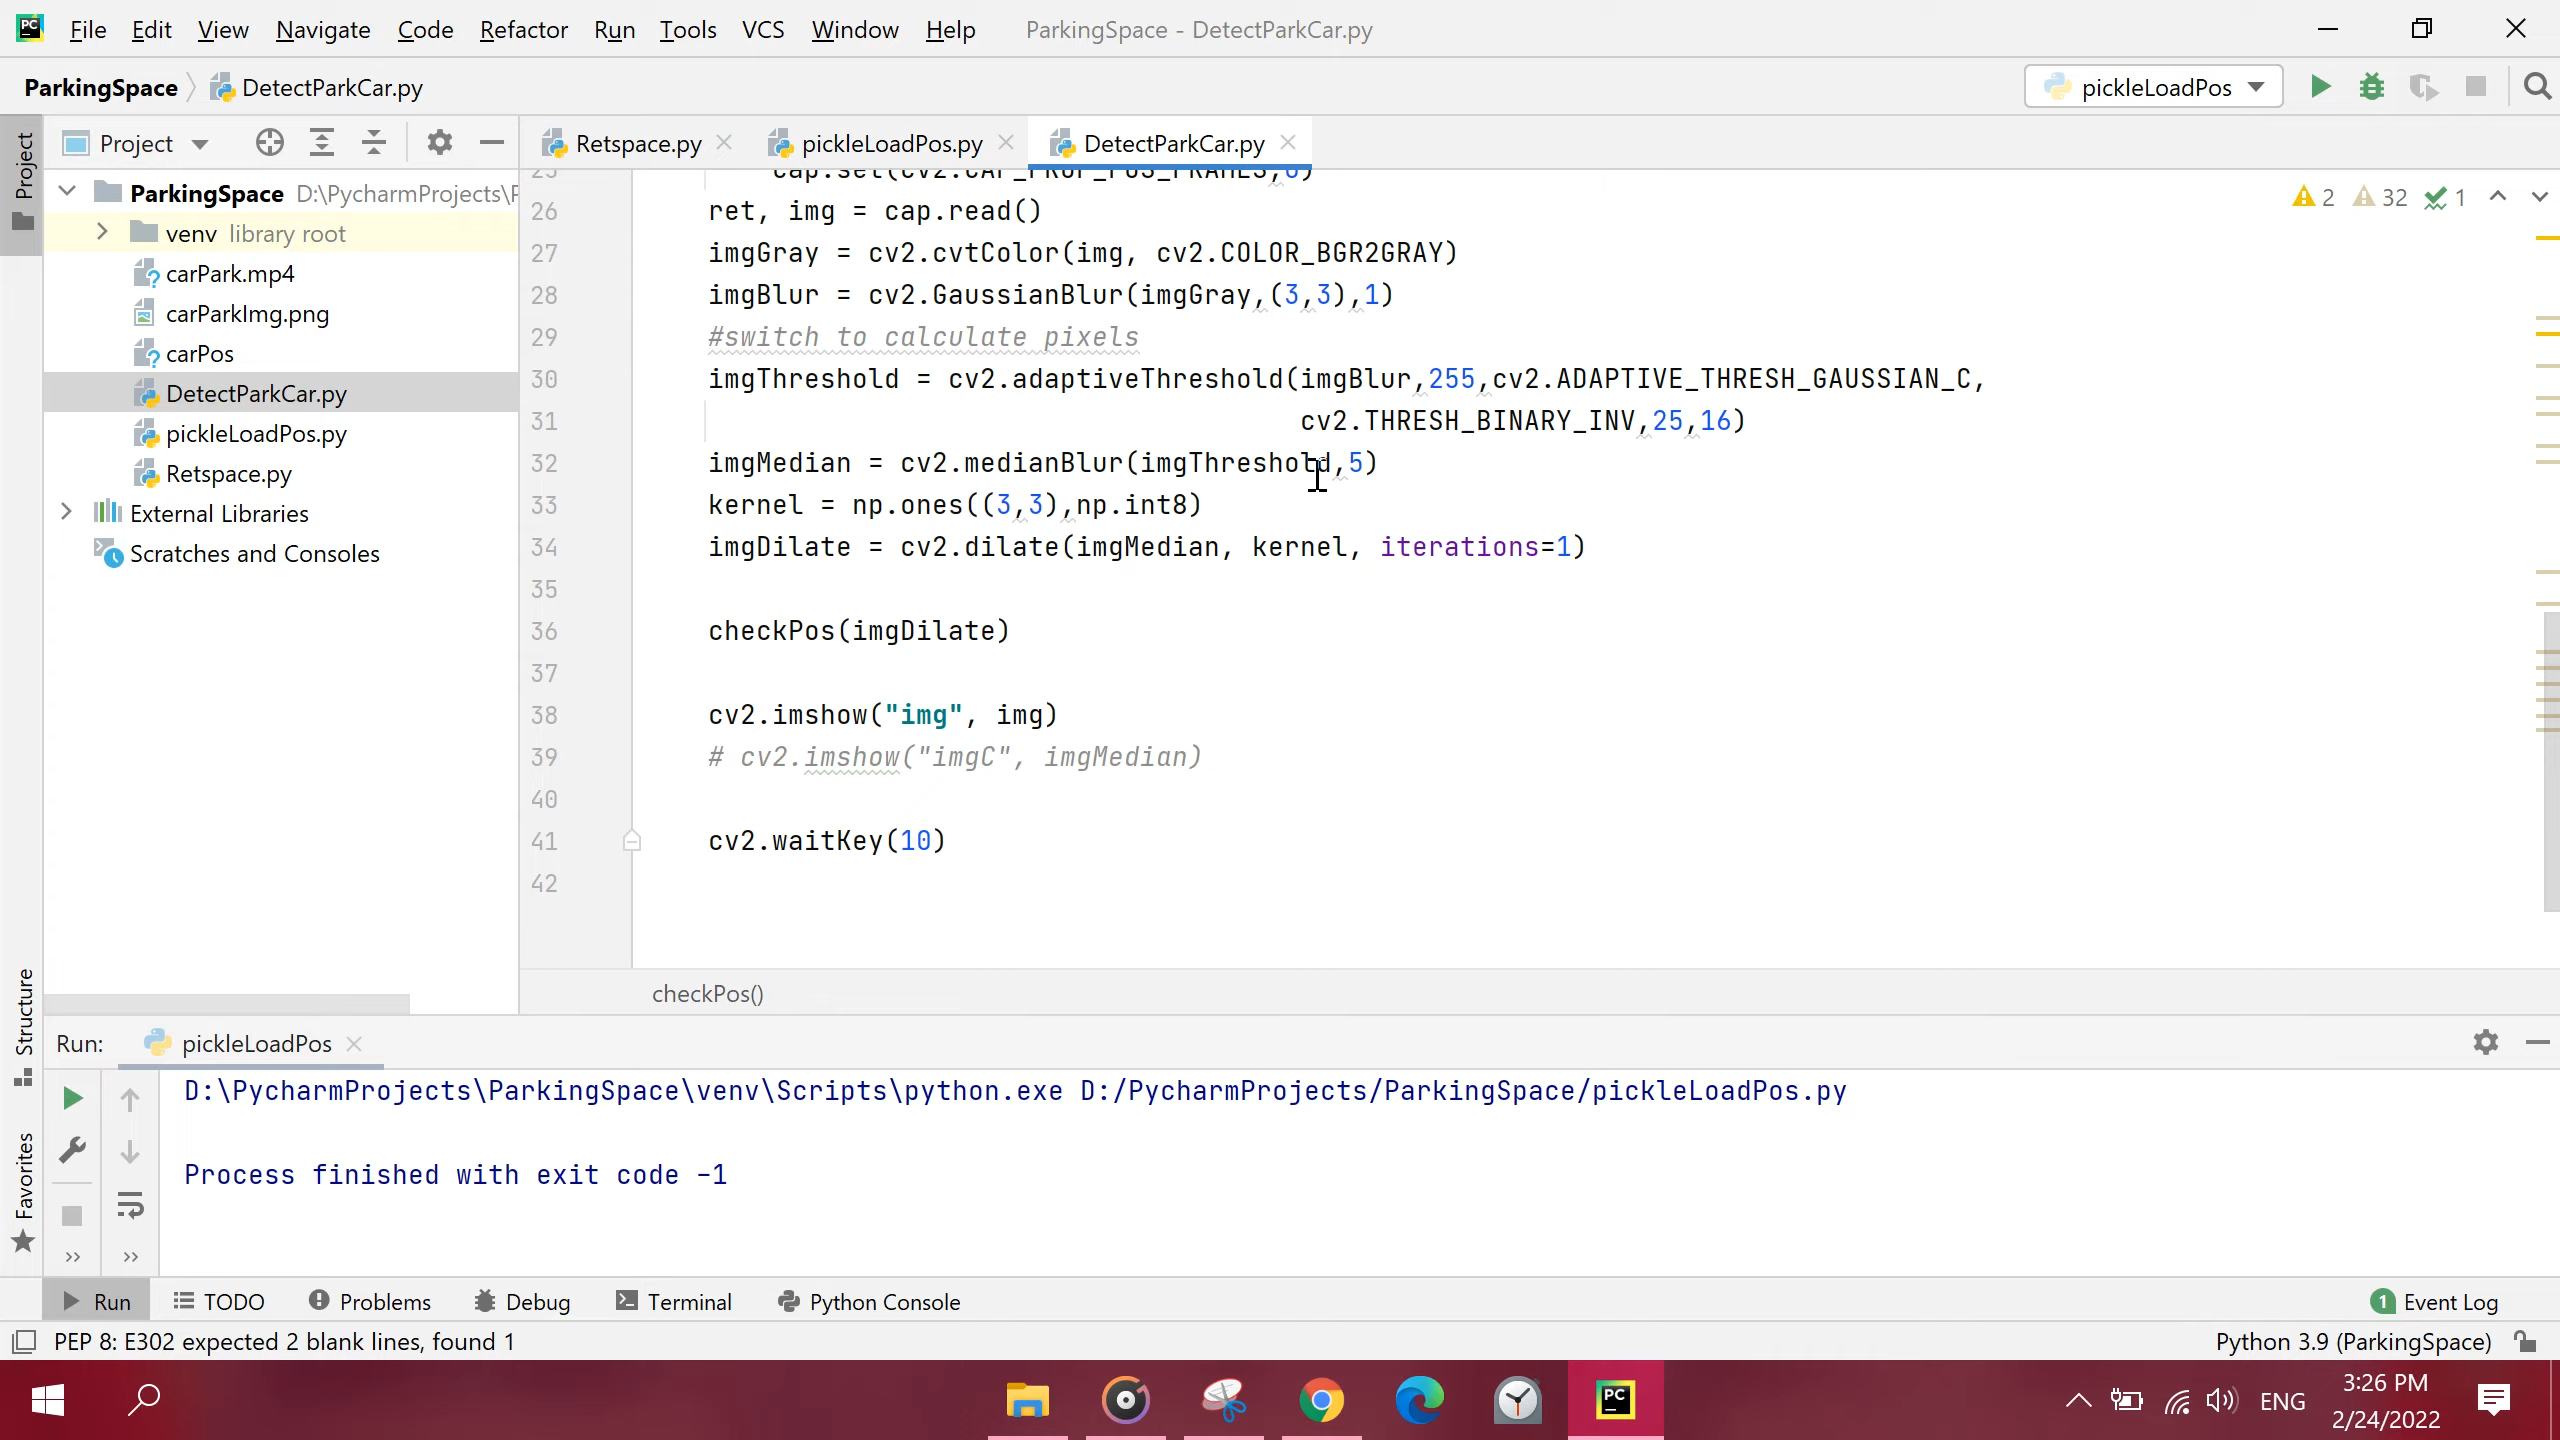 File Edit View Navigate Code Refactor Run Tools VCS Window Help ParkingSpace - DetectParkCar.py
ParkingSpace DetectParkCar.py pickleLoadPos
Project Retspace.py pickleLoadPos.py DetectParkCar.py
Project
ParkingSpace D:\PycharmProjects\P
venv library root
carPark.mp4
carParkImg.png
carPos
DetectParkCar.py
pickleLoadPos.py
Retspace.py
External Libraries
Scratches and Consoles
2 32 1
25 cap.set(cv2.CAP_PROP_POS_FRAMES,0)
26 ret, img = cap.read()
27 imgGray = cv2.cvtColor(img, cv2.COLOR_BGR2GRAY)
28 imgBlur = cv2.GaussianBlur(imgGray,(3,3),1)
29 #switch to calculate pixels
30 imgThreshold = cv2.adaptiveThreshold(imgBlur,255,cv2.ADAPTIVE_THRESH_GAUSSIAN_C,
31 cv2.THRESH_BINARY_INV,25,16)
32 imgMedian = cv2.medianBlur(imgThreshold,5)
33 kernel = np.ones((3,3),np.int8)
34 imgDilate = cv2.dilate(imgMedian, kernel, iterations=1)
35
36 checkPos(imgDilate)
37
38 cv2.imshow("img", img)
39 # cv2.imshow("imgC", imgMedian)
40
41 cv2.waitKey(10)
42
checkPos()
Structure
Favorites
Run: pickleLoadPos
D:\PycharmProjects\ParkingSpace\venv\Scripts\python.exe D:/PycharmProjects/ParkingSpace/pickleLoadPos.py
Process finished with exit code -1
Run TODO Problems Debug Terminal Python Console 1 Event Log
PEP 8: E302 expected 2 blank lines, found 1 Python 3.9 (ParkingSpace)
PC
ENG
3:26 PM
2/24/2022